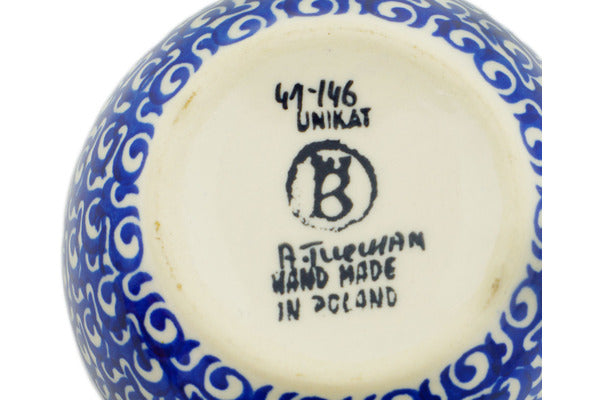 41-146
UNIKAT
B
HAND MADE
IN POLAND